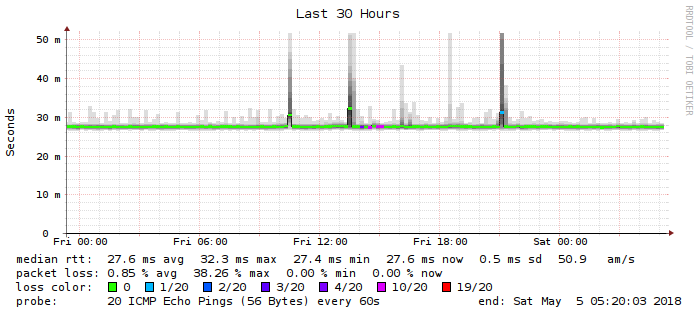 Last 30 Hours
RRDTOOL / TOBI OETIKER
Seconds
50 m
40 m
30 m
20 m
10 m
0
Fri 00:00 Fri 06:00 Fri 12:00 Fri 18:00 Sat 00:00
median rtt: 27.6 ms avg 32.3 ms max 27.4 ms min 27.6 ms now 0.5 ms sd 50.9 am/s
packet loss: 0.85 % avg 38.26 % max 0.00 % min 0.00 % now
loss color: 0 1/20 2/20 3/20 4/20 10/20 19/20
probe: 20 ICMP Echo Pings (56 Bytes) every 60s end: Sat May 5 05:20:03 2018